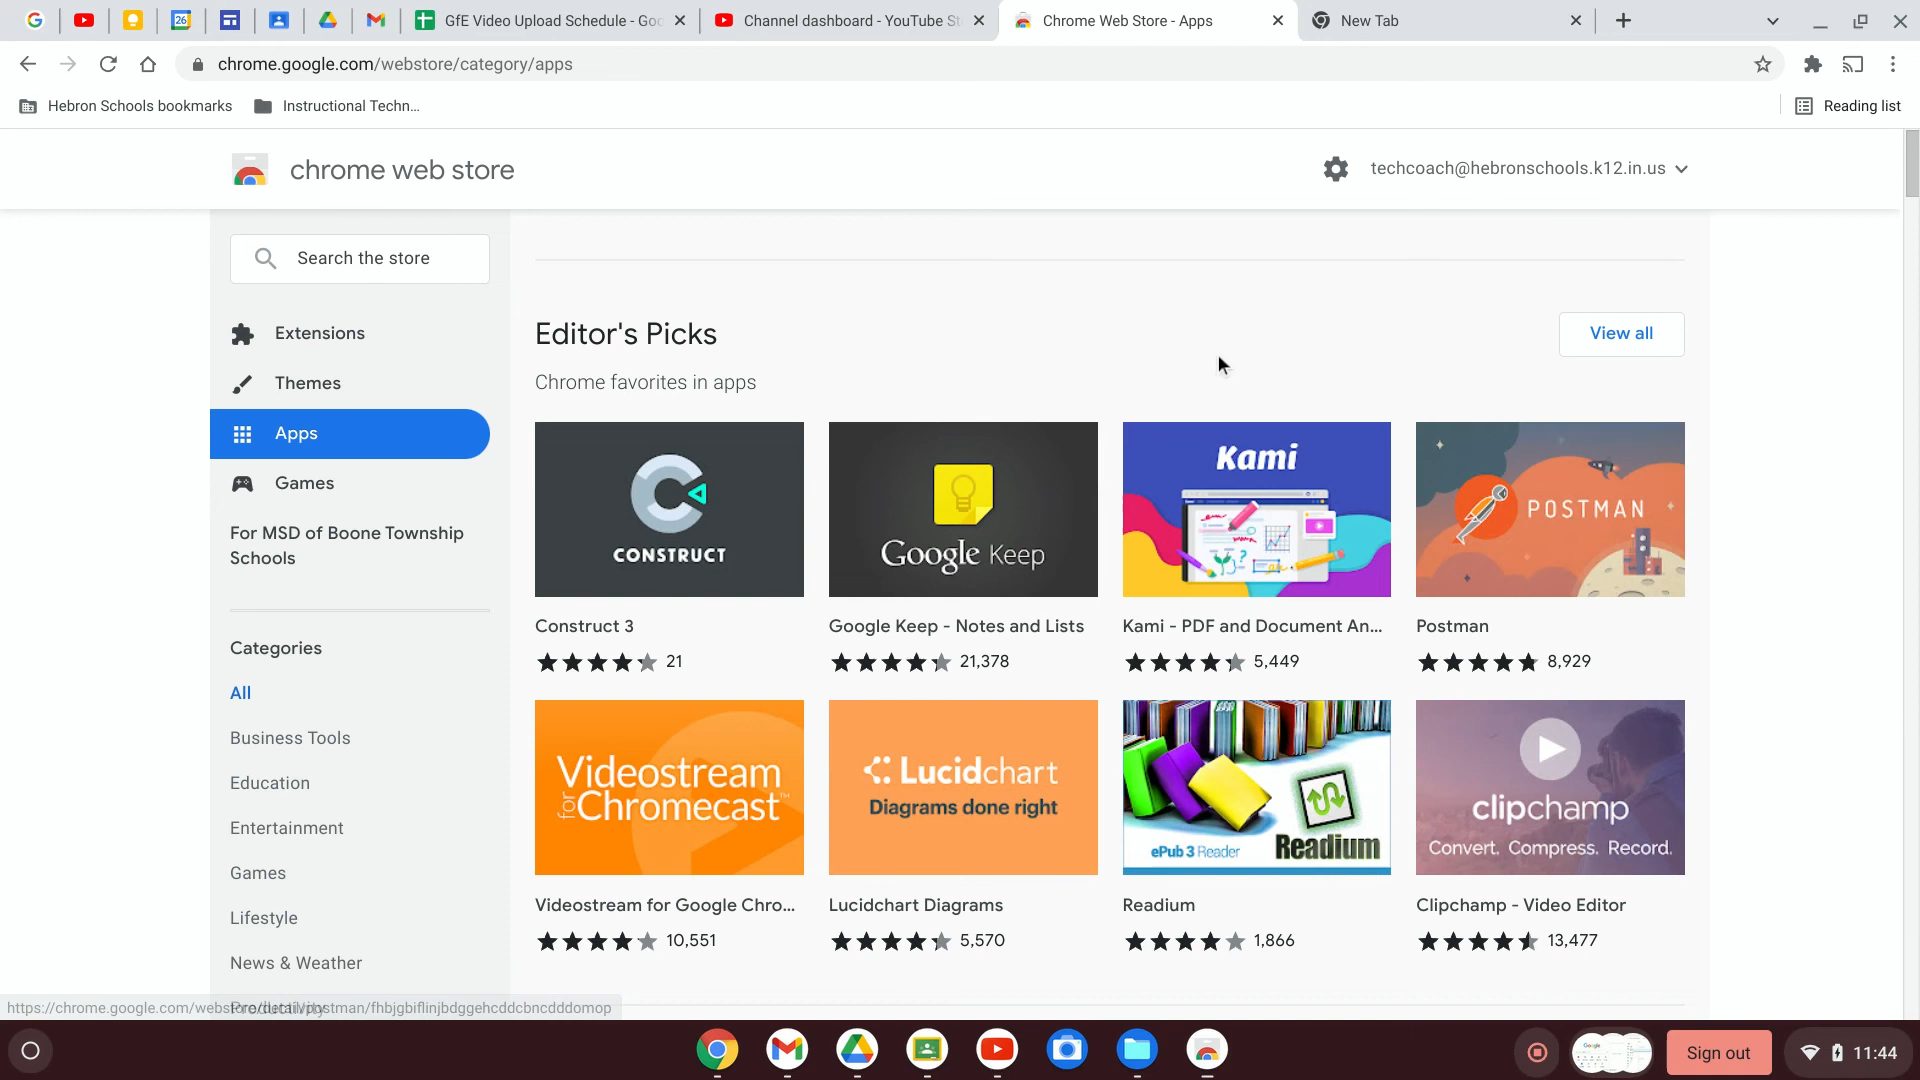 26
GfE Video Upload Schedule - Goo
Channel dashboard - YouTube St
Chrome Web Store - Apps
New Tab
chrome.google.com/webstore/category/apps
Hebron Schools bookmarks
Instructional Techn...
Reading list
chrome web store
techcoach@hebronschools.k12.in.us
Search the store
Extensions
Themes
Apps
Games
For MSD of Boone Township
Schools
Categories
All
Business Tools
Education
Entertainment
Games
Lifestyle
News & Weather
Editor's Picks
View all
Chrome favorites in apps
CONSTRUCT
Google Keep
Kami
POSTMAN
Construct 3
Google Keep - Notes and Lists
Kami - PDF and Document An...
Postman
21
21,378
5,449
8,929
Videostream
for Chromecast™
Lucidchart
Diagrams done right
ePub 3 Reader
Readium
clipchamp
Convert. Compress. Record.
Videostream for Google Chro...
Lucidchart Diagrams
Readium
Clipchamp - Video Editor
10,551
5,570
1,866
13,477
Sign out
11:44